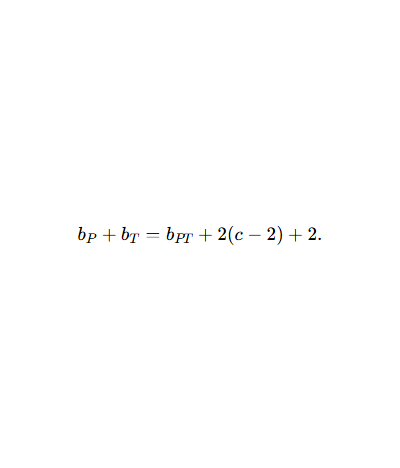 b_P + b_T = b_{PT} + 2(c − 2) + 2.